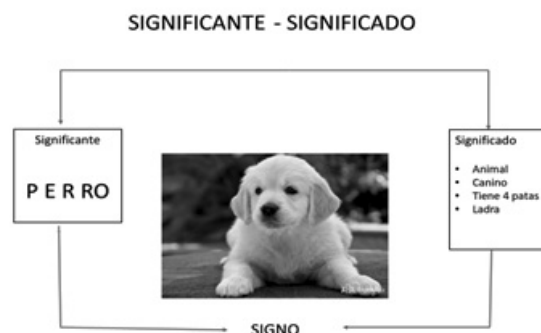 SIGNIFICANTE - SIGNIFICADO
Significante
P E R RO
Significado
• Animal
• Canino
• Tiene 4 patas
• Ladra
SIGNO